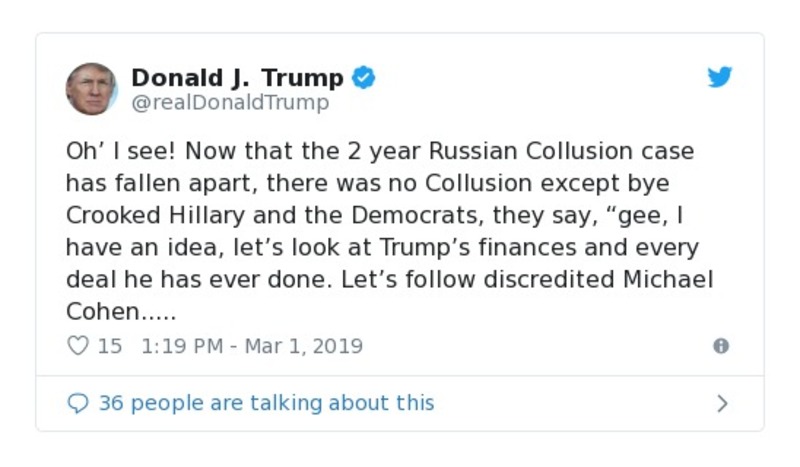 Donald J. Trump
@realDonaldTrump
Oh’ I see! Now that the 2 year Russian Collusion case
has fallen apart, there was no Collusion except bye
Crooked Hillary and the Democrats, they say, “gee, I
have an idea, let’s look at Trump’s finances and every
deal he has ever done. Let’s follow discredited Michael
Cohen.....
15 1:19 PM - Mar 1, 2019
36 people are talking about this